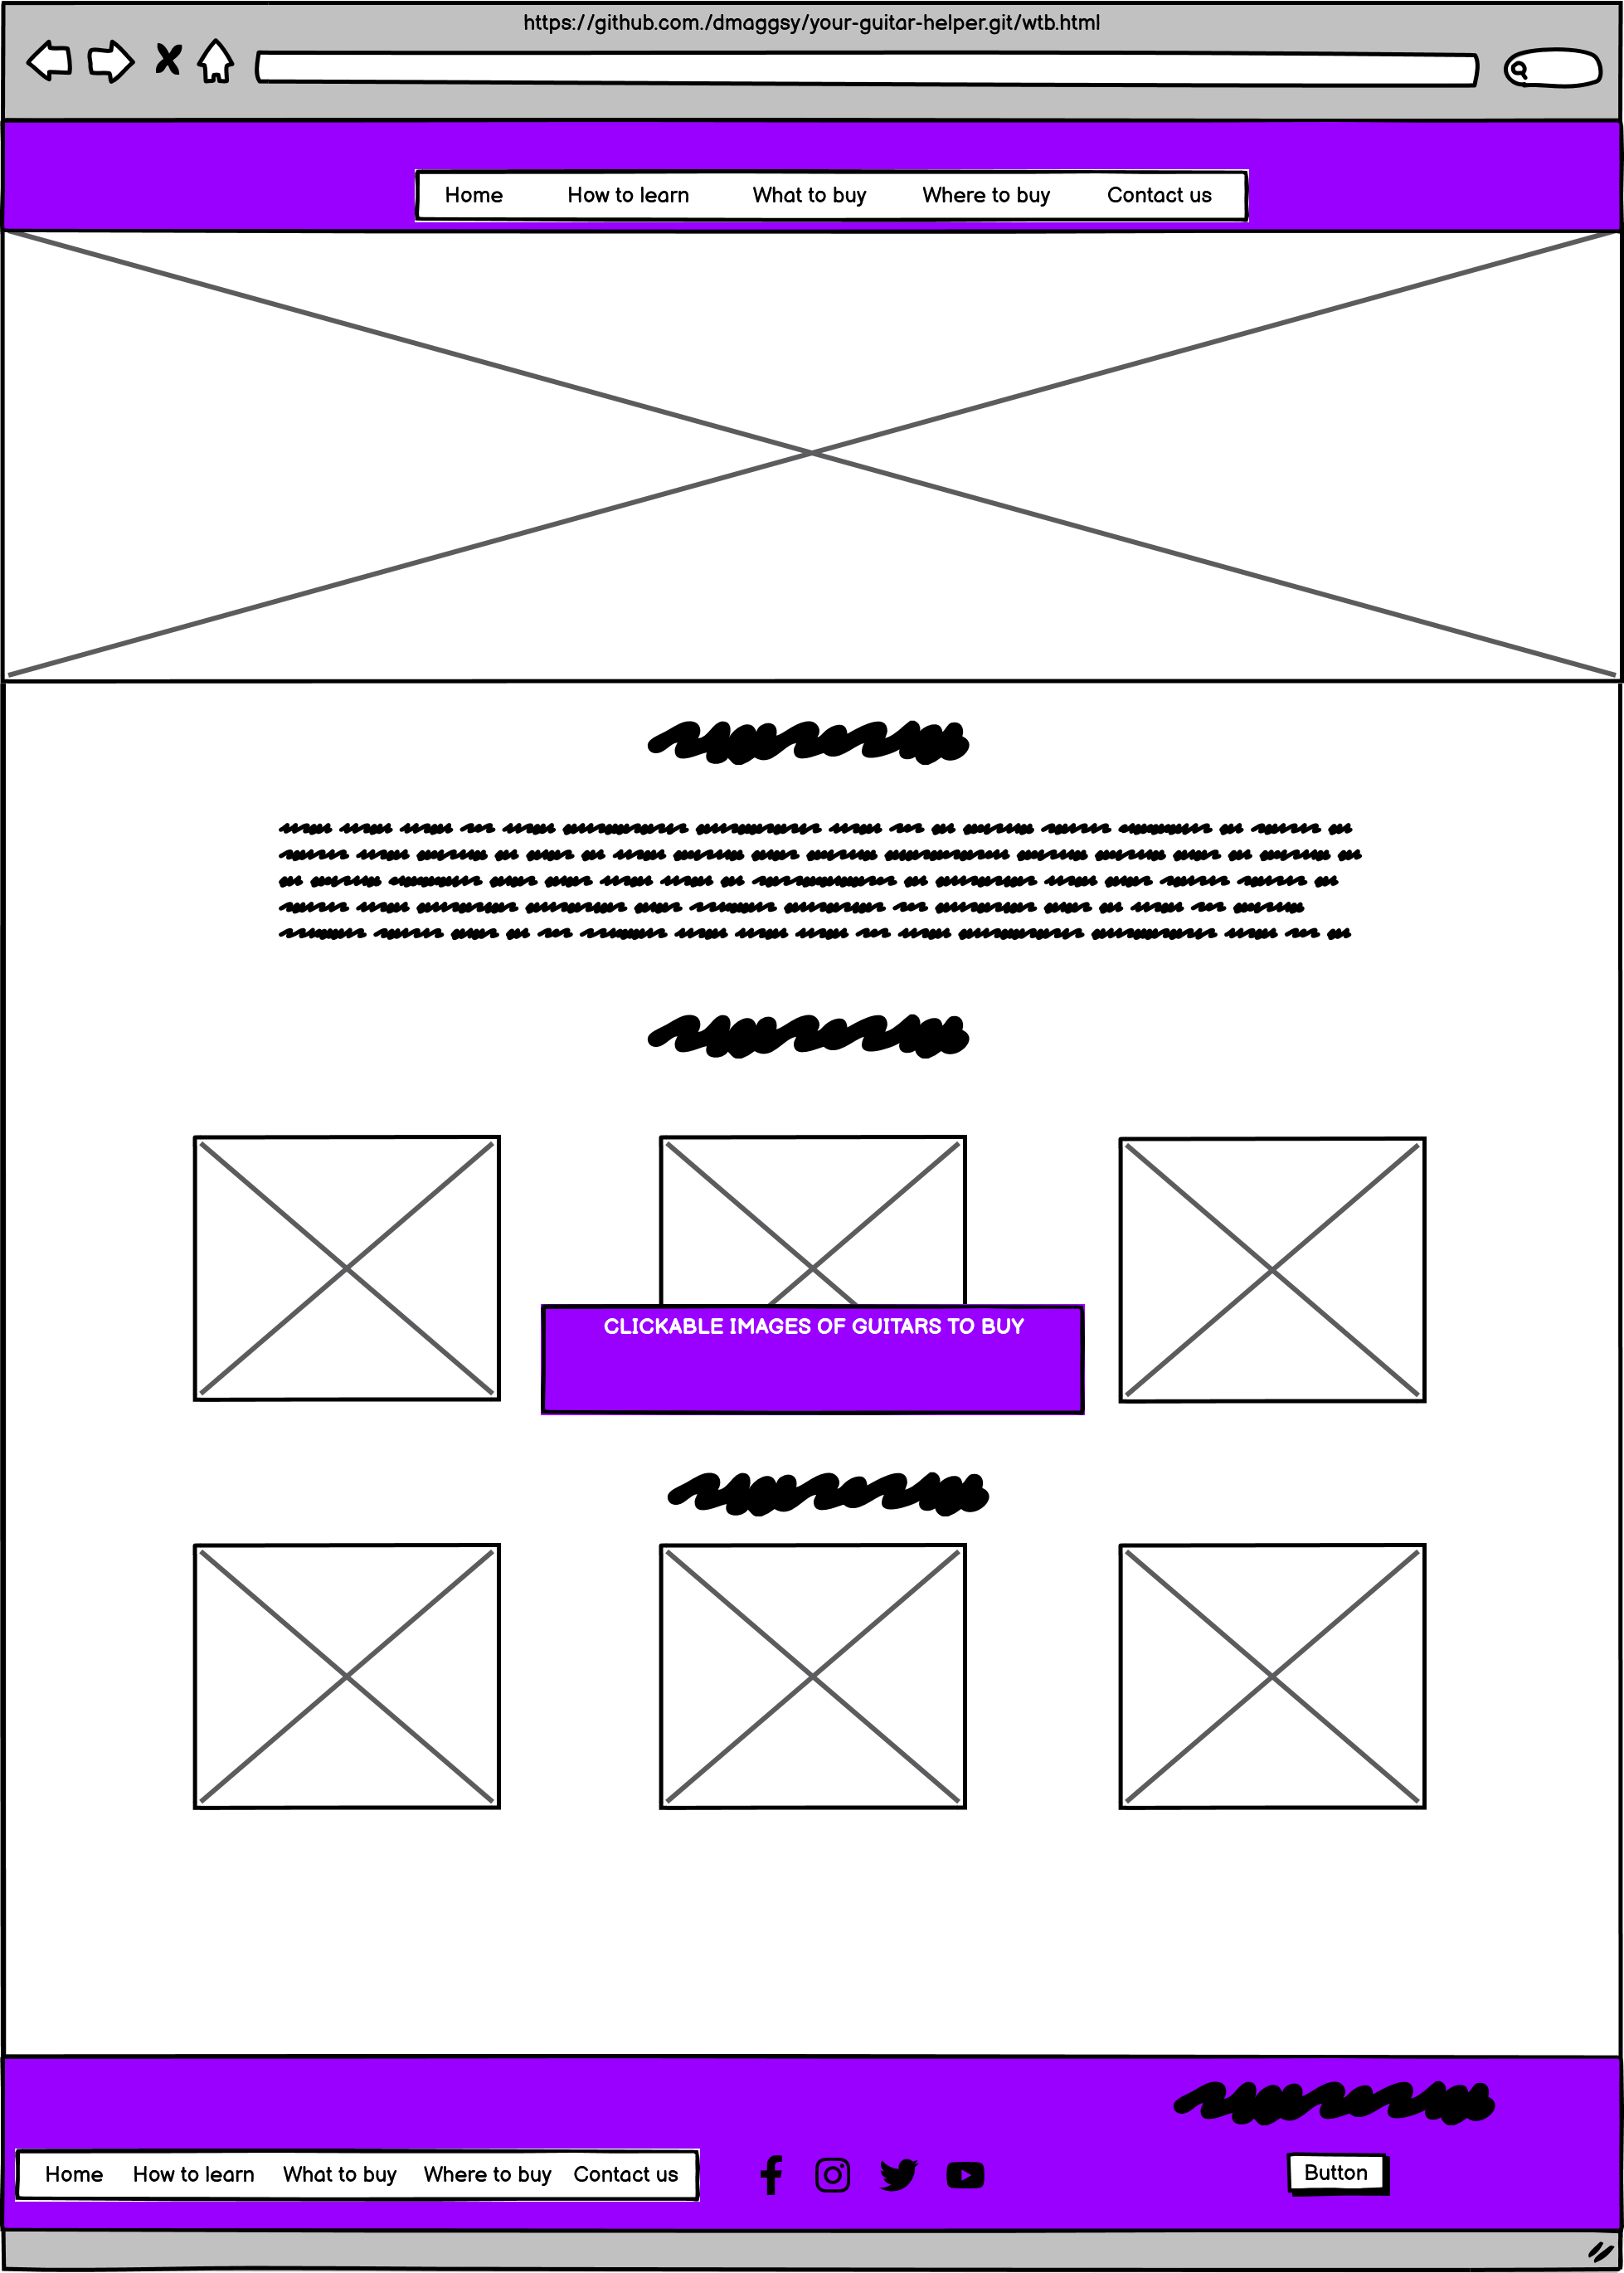 https://github.com./dmaggsy/your-guitar-helper.git/wtb.html
Home How to learn What to buy Where to buy Contact us
CLICKABLE IMAGES OF GUITARS TO BUY
Home How to learn What to buy Where to buy Contact us
Button